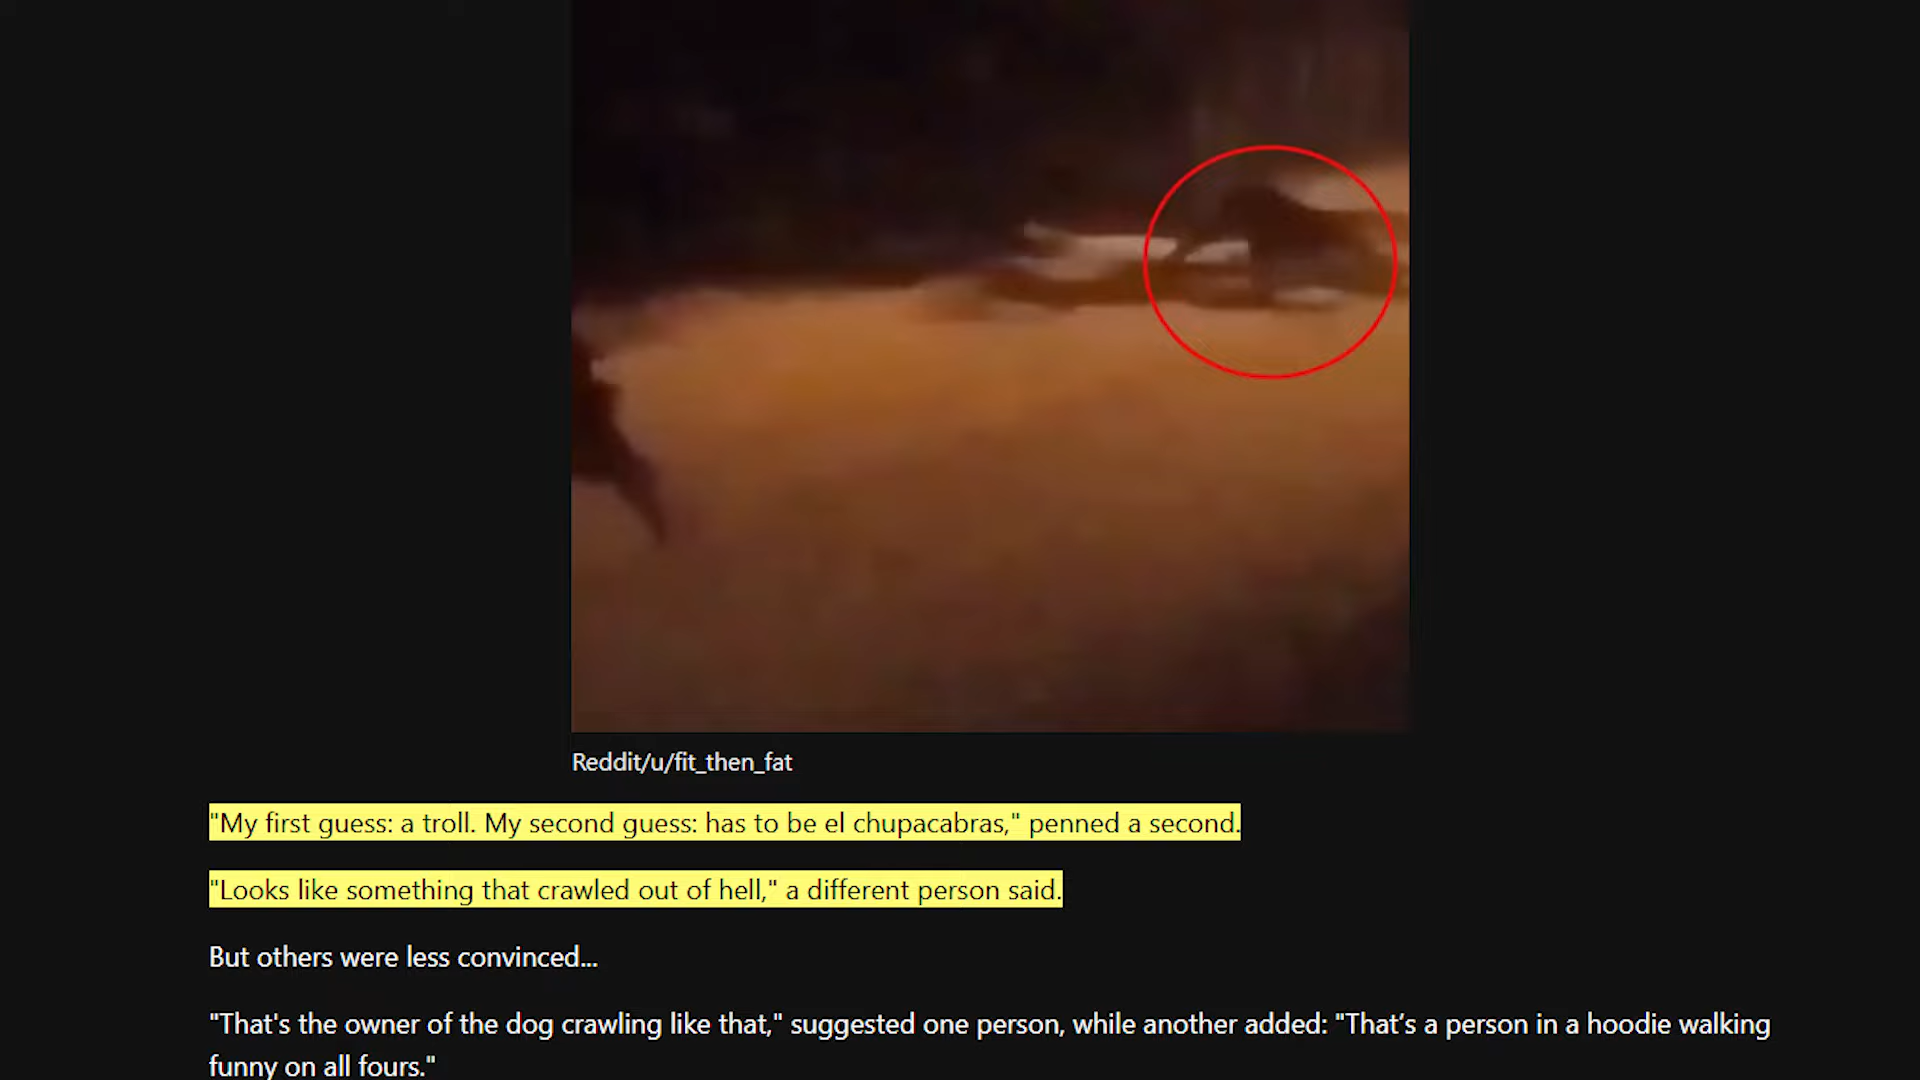 Reddit/u/fit_then_fat
"My first guess: a troll. My second guess: has to be el chupacabras," penned a second.
"Looks like something that crawled out of hell," a different person said.
But others were less convinced...
"That's the owner of the dog crawling like that," suggested one person, while another added: "That’s a person in a hoodie walking
funny on all fours."